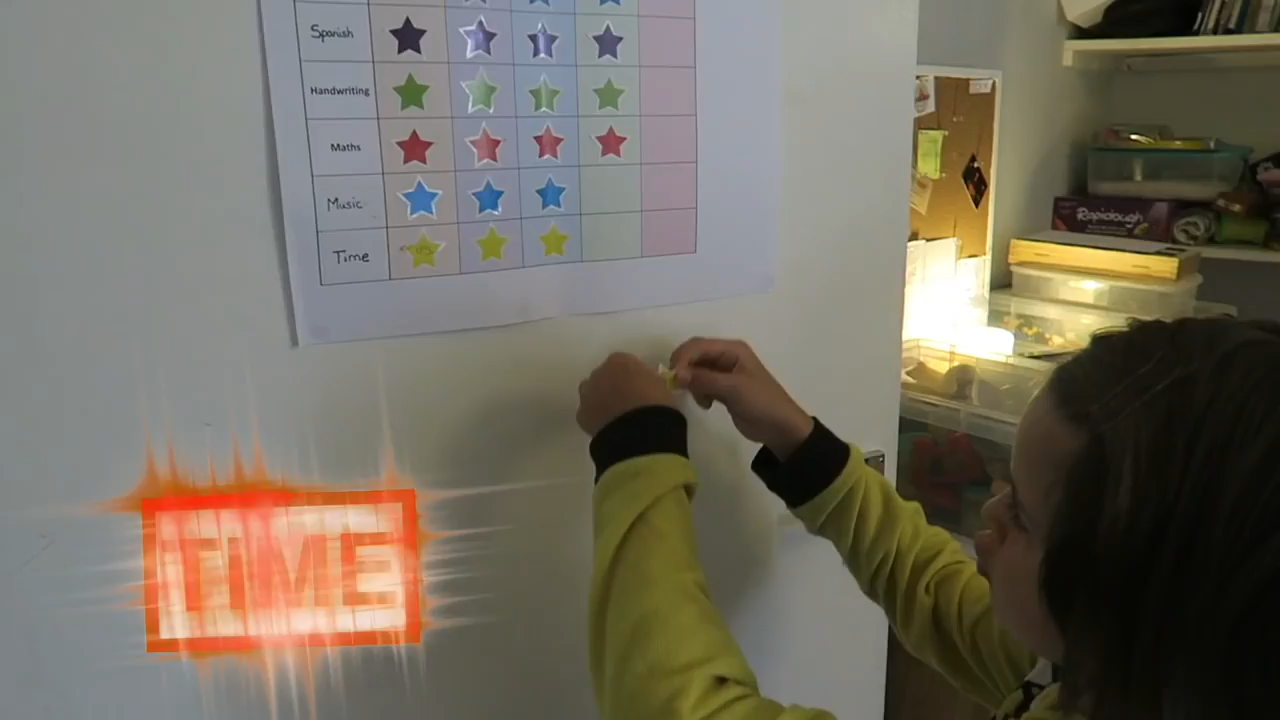 Spanish
Handwriting
Maths
Music
Time
Rapidough
TIME